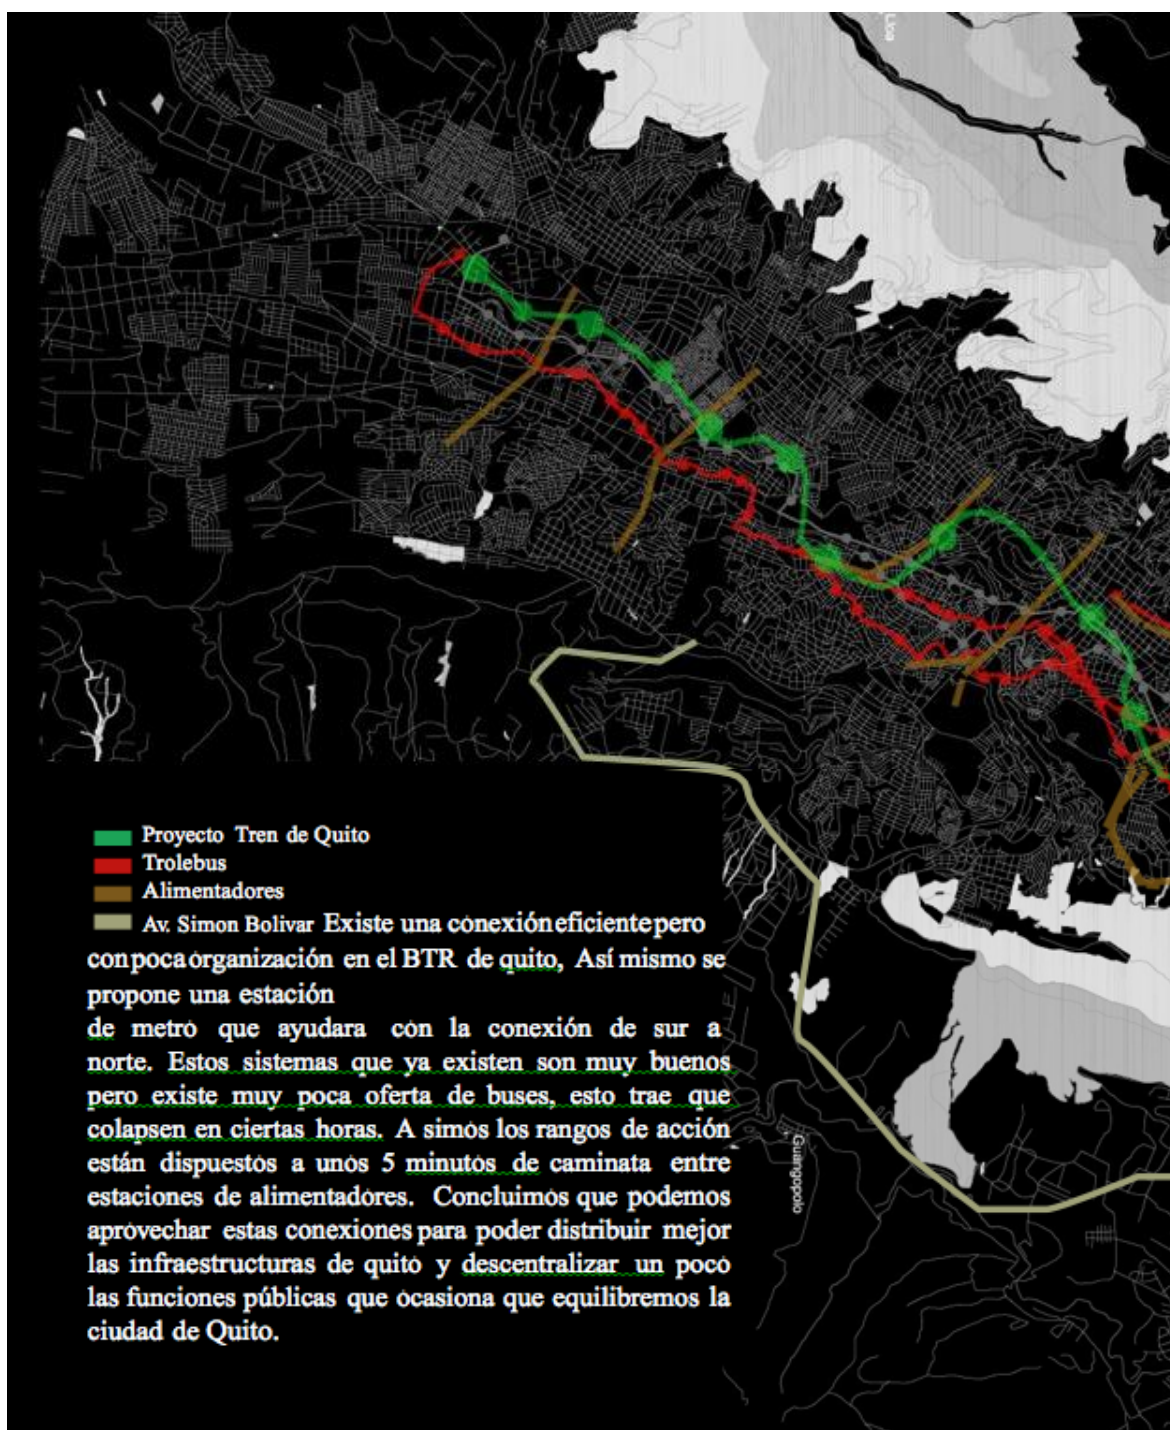 Lloa
Proyecto Tren de Quito
Trolebus
Alimentadores
Av. Simon Bolivar Existe una conexión eficiente pero
con poca organización en el BTR de quito, Así mismo se
propone una estación
de metro que ayudara con la conexión de sur a
norte. Estos sistemas que ya existen son muy buenos
pero existe muy poca oferta de buses, esto trae que
colapsen en ciertas horas. A simos los rangos de acción
están dispuestos a unos 5 minutos de caminata entre
estaciones de alimentadores. Concluimos que podemos
aprovechar estas conexiones para poder distribuir mejor
las infraestructuras de quito y descentralizar un poco
las funciones públicas que ocasiona que equilibremos la
ciudad de Quito.
Guangopolo